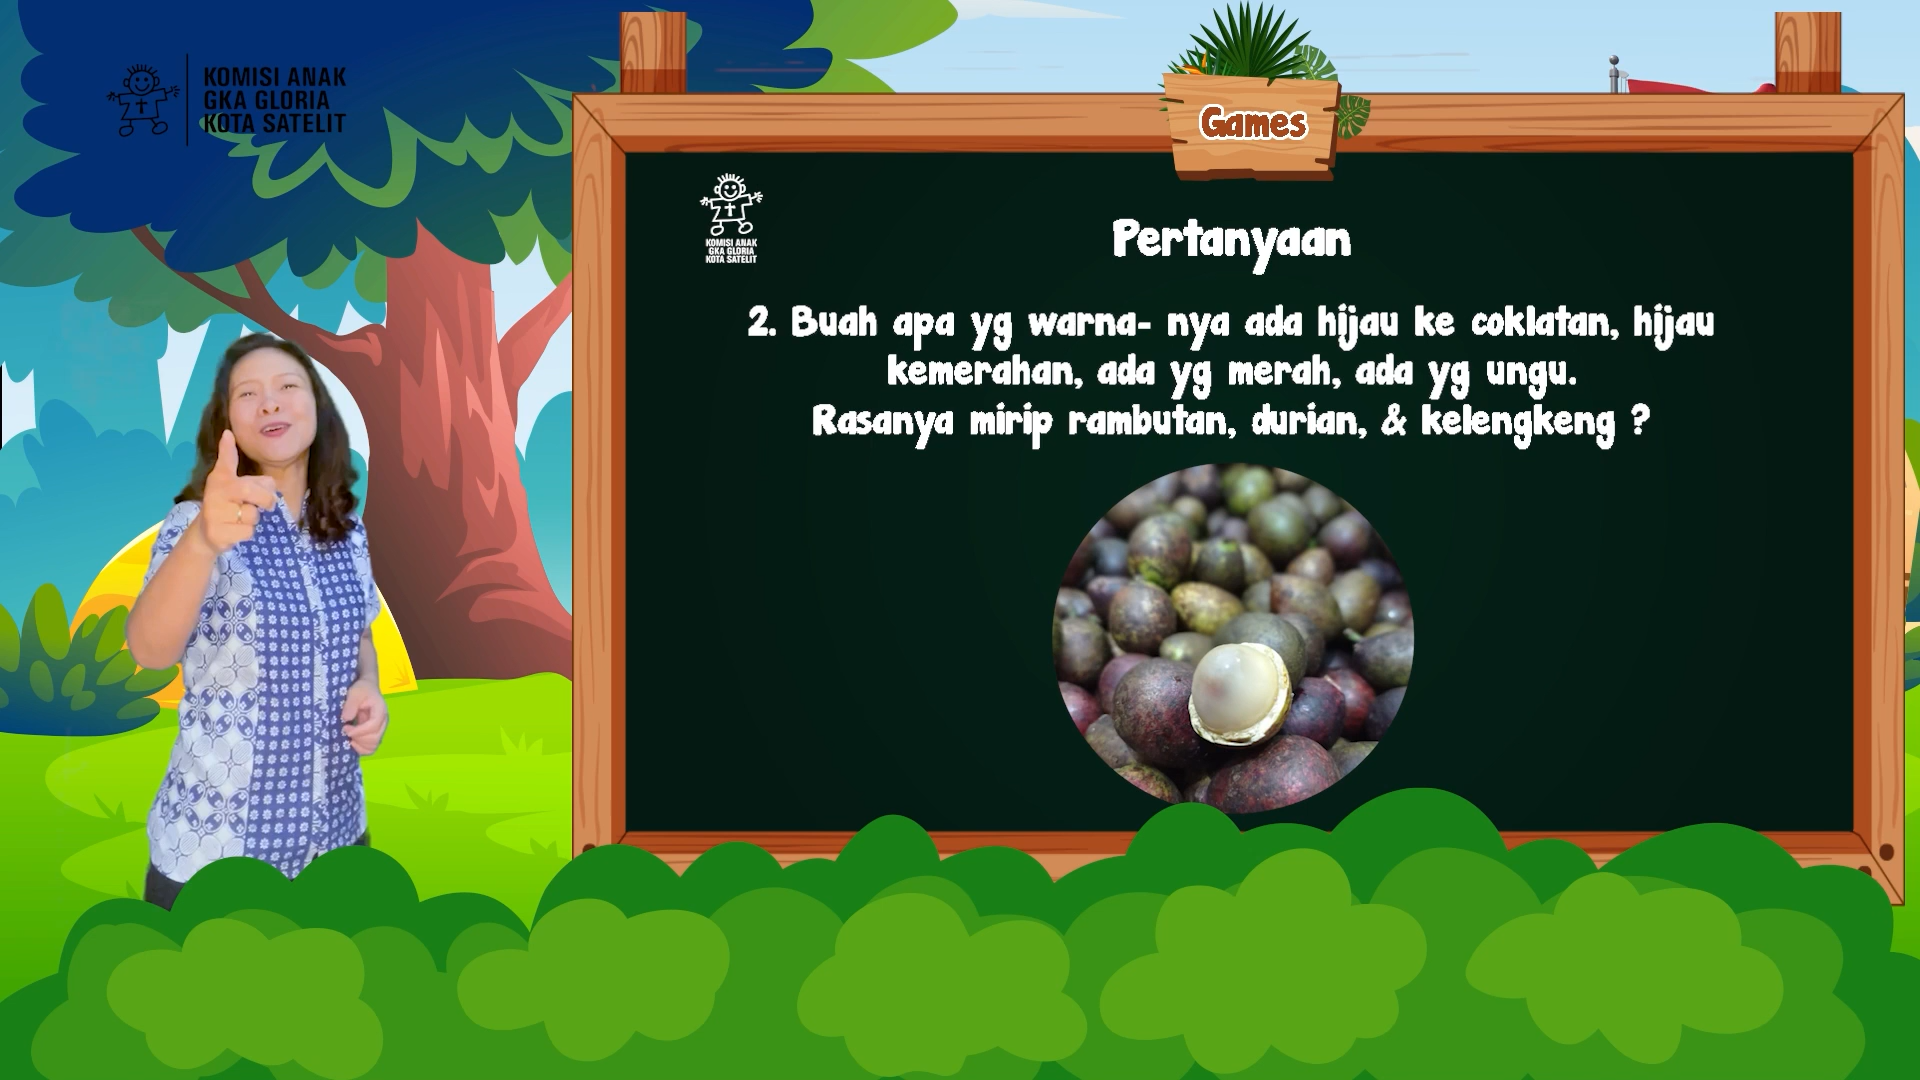 KOMISI ANAK
GKA GLORIA
KOTA SATELIT
Games
KOMISI ANAK
GKA GLORIA
KOTA SATELIT
Pertanyaan
2. Buah apa yg warna- nya ada hijau ke coklatan, hijau
kemerahan, ada yg merah, ada yg ungu.
Rasanya mirip rambutan, durian, & kelengkeng ?